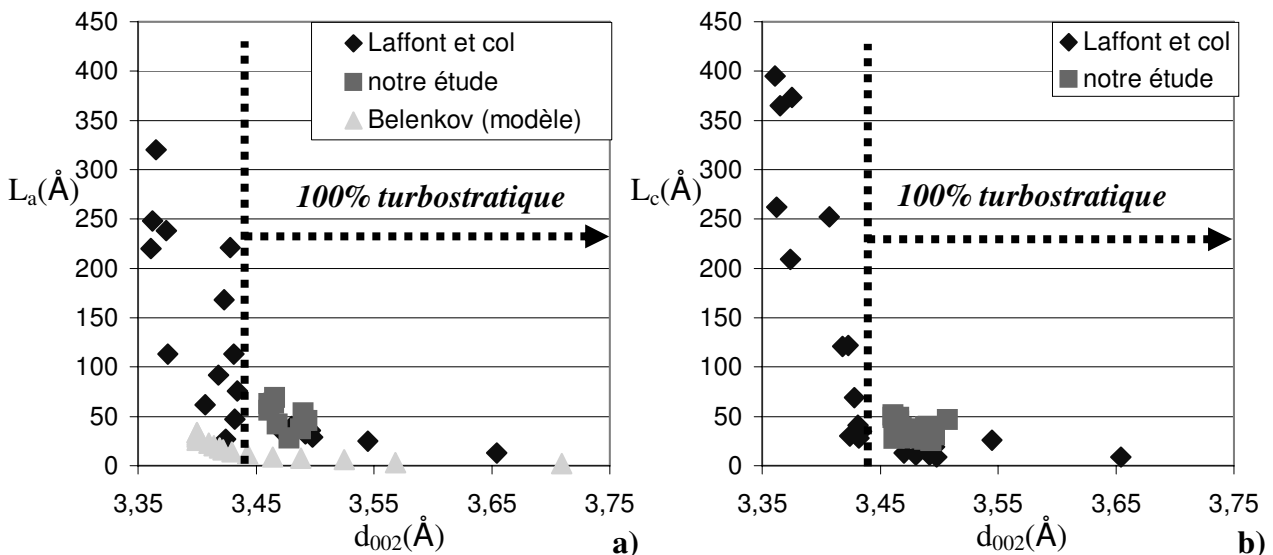 450
400
350
300
250
200
150
100
50
0
Lₐ(Å)
Laffont et col
notre étude
Belenkov (modèle)
100% turbostratique
3,35 3,45 3,55 3,65 3,75
d₀₀₂(Å)
a)
450
400
350
300
250
200
150
100
50
0
L_c(Å)
Laffont et col
notre étude
100% turbostratique
3,35 3,45 3,55 3,65 3,75
d₀₀₂(Å)
b)